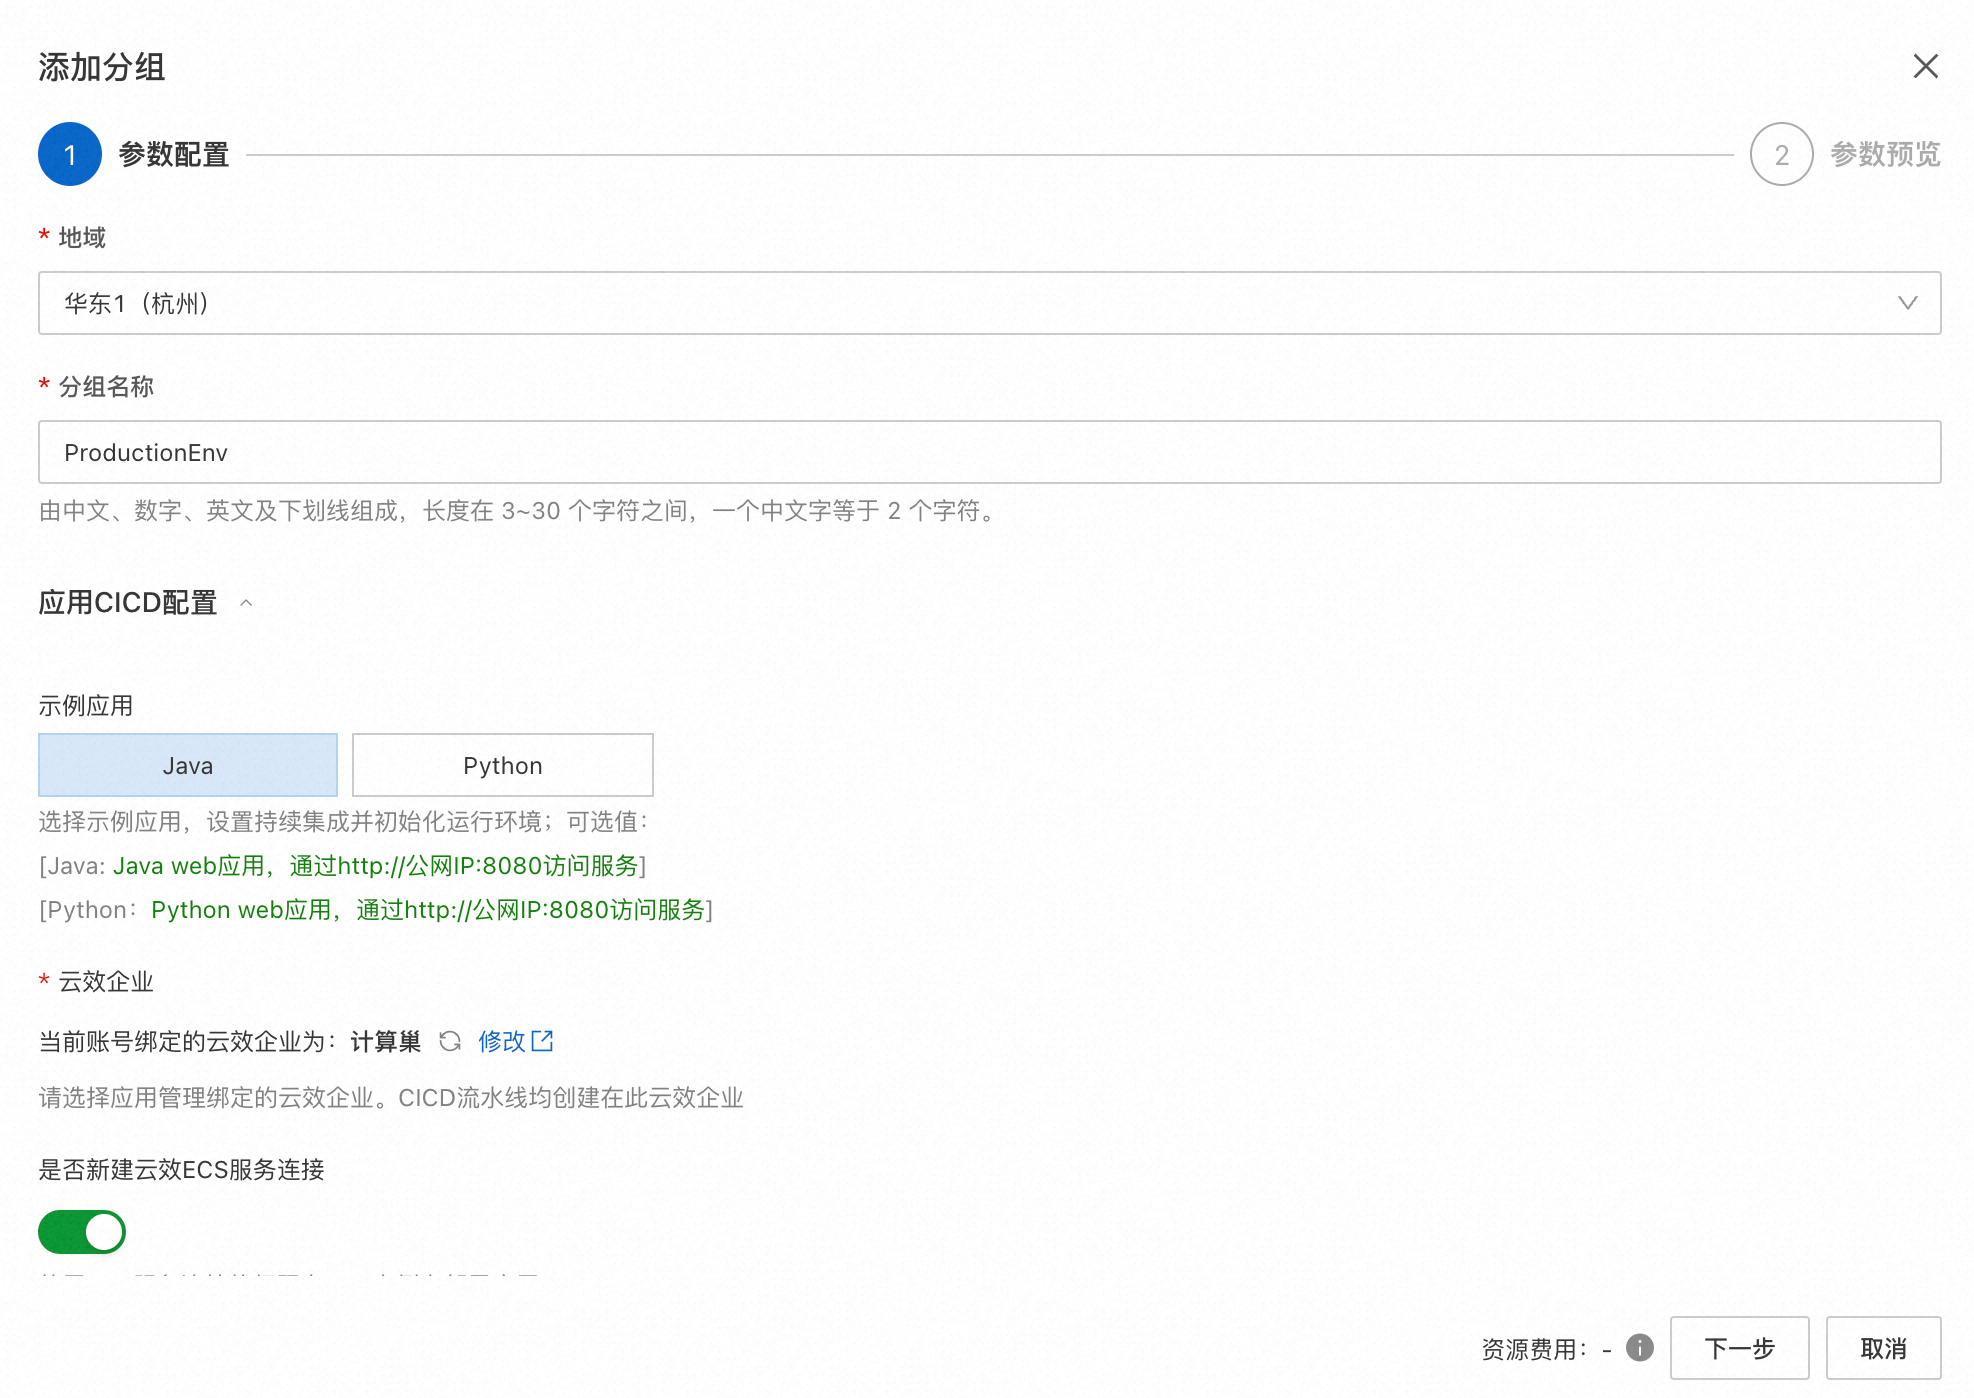 添加分组
1 参数配置 2 参数预览
* 地域
华东1（杭州）
* 分组名称
ProductionEnv
由中文、数字、英文及下划线组成，长度在 3~30 个字符之间，一个中文字等于 2 个字符。
应用CICD配置
示例应用
Java Python
选择示例应用，设置持续集成并初始化运行环境；可选值：
[Java: Java web应用，通过http://公网IP:8080访问服务]
[Python：Python web应用，通过http://公网IP:8080访问服务]
* 云效企业
当前账号绑定的云效企业为：计算巢 修改
请选择应用管理绑定的云效企业。CICD流水线均创建在此云效企业
是否新建云效ECS服务连接
资源费用：- 下一步 取消